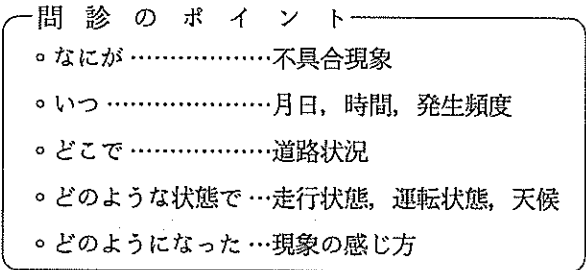 問診のポイント
○なにが………………不具合現象
○いつ…………………月日，時間，発生頻度
○どこで………………道路状況
○どのような状態で…走行状態，運転状態，天候
○どのようになった…現象の感じ方